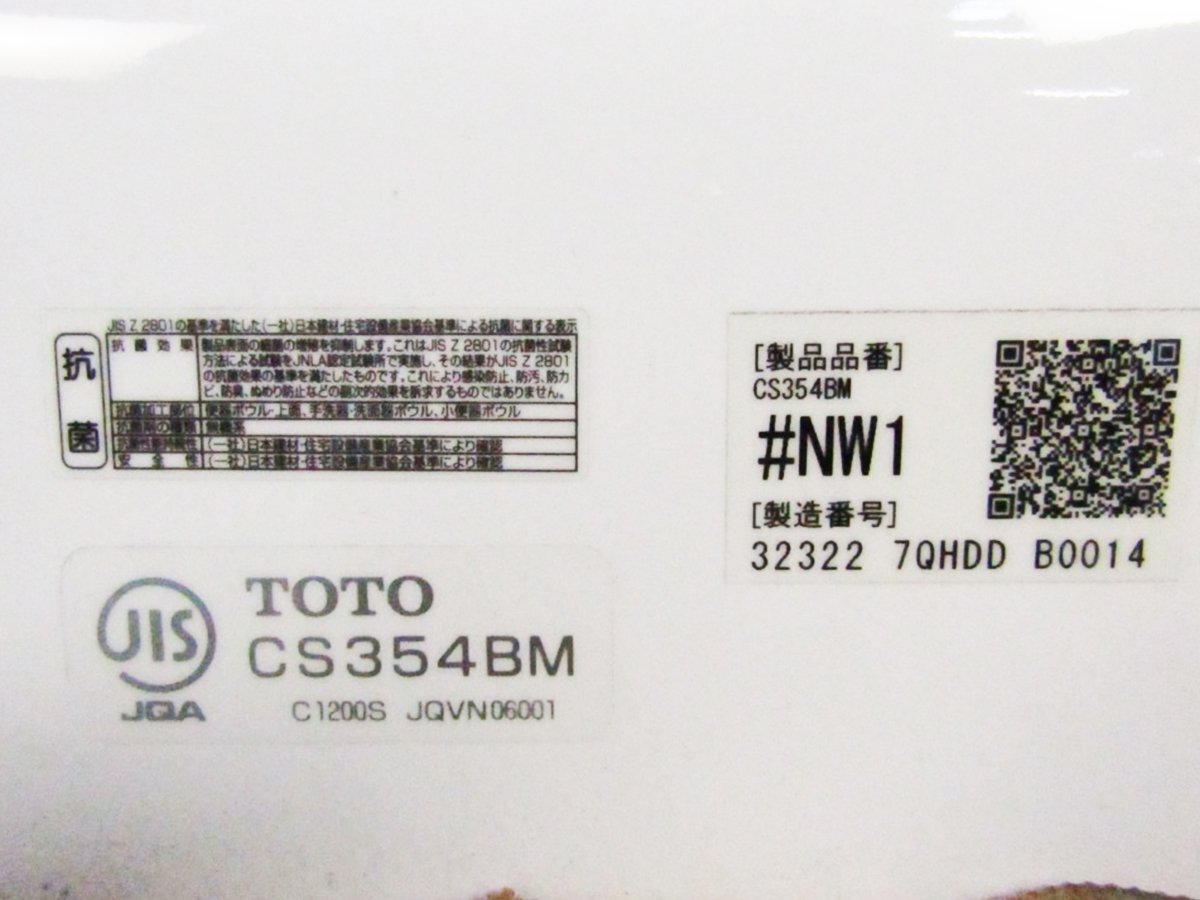 JIS Z 2801の基準を満たした(一社)日本建材・住宅設備産業協会基準による抗菌に関する表示
抗菌
抗菌効果
製品表面の細菌の増殖を抑制します。これはJIS Z 2801の抗菌性試験
方法による試験をJNLA認定試験所で実施し、その結果がJIS Z 2801
の抗菌効果の基準を満たしたものです。これにより感染防止、防汚、防カ
ビ、防臭、ぬめり防止などの副次的効果を訴求するものではありません。
抗菌加工部位 便器ボウル・上面、手洗器・洗面器ボウル、小便器ボウル
抗菌剤の種類 無機系
抗菌性能持続性 (一社)日本建材・住宅設備産業協会基準により確認
安全性 (一社)日本建材・住宅設備産業協会基準により確認
JIS
JQA
TOTO
CS354BM
C1200S JQVN06001
[製品品番]
CS354BM
#NW1
[製造番号]
32322 7QHDD B0014